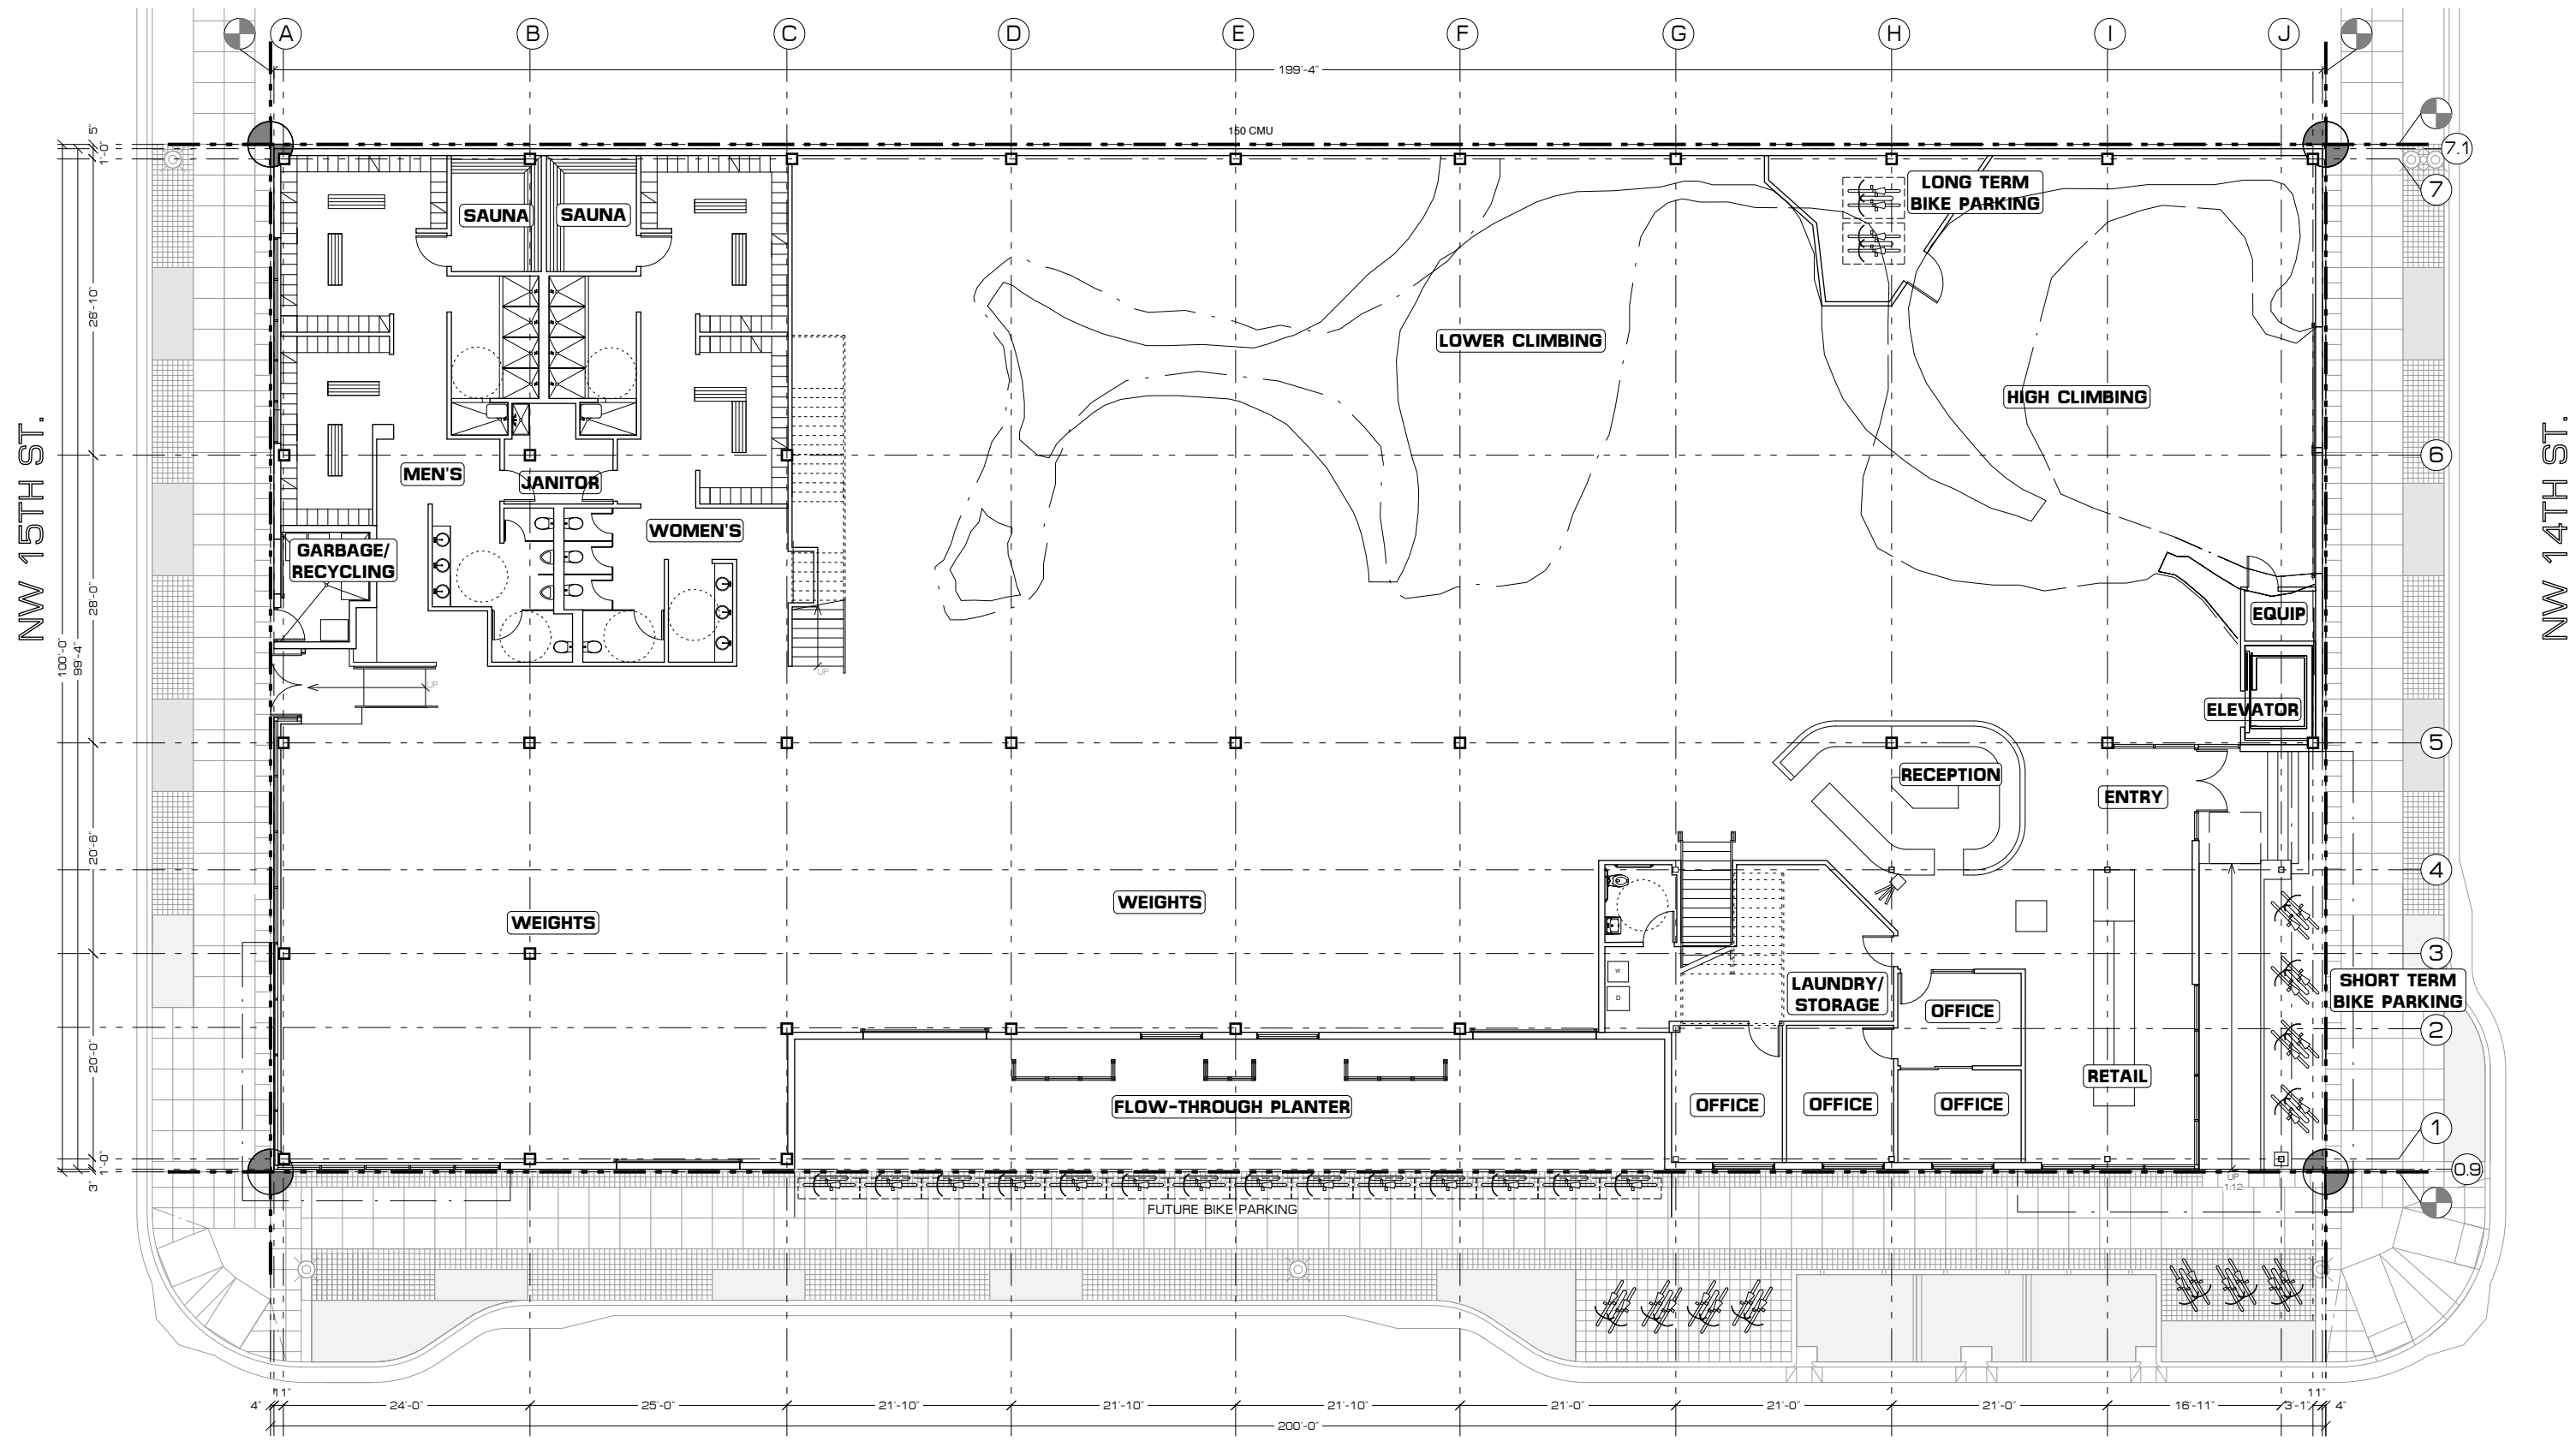 A
B
C
D
E
F
G
H
I
J
199'-4"
150 CMU
5"
1'-0"
7.1
7
SAUNA
SAUNA
LONG TERM
BIKE PARKING
28'-10"
LOWER CLIMBING
HIGH CLIMBING
NW 15TH ST.
NW 14TH ST.
6
MEN'S
JANITOR
WOMEN'S
GARBAGE/
RECYCLING
28'-0"
EQUIP
100'-0"
99'-4"
UP
UP
ELEVATOR
5
RECEPTION
ENTRY
20'-6"
4
WEIGHTS
WEIGHTS
3
W
D
LAUNDRY/
STORAGE
OFFICE
SHORT TERM
BIKE PARKING
2
20'-0"
RETAIL
FLOW-THROUGH PLANTER
OFFICE
OFFICE
OFFICE
1
1'-0"
3"
0.9
UP
1:12
FUTURE BIKE PARKING
4"
11"
24'-0"
25'-0"
21'-10"
21'-10"
21'-10"
21'-0"
21'-0"
21'-0"
16'-11"
3'-1"
11"
4"
200'-0"